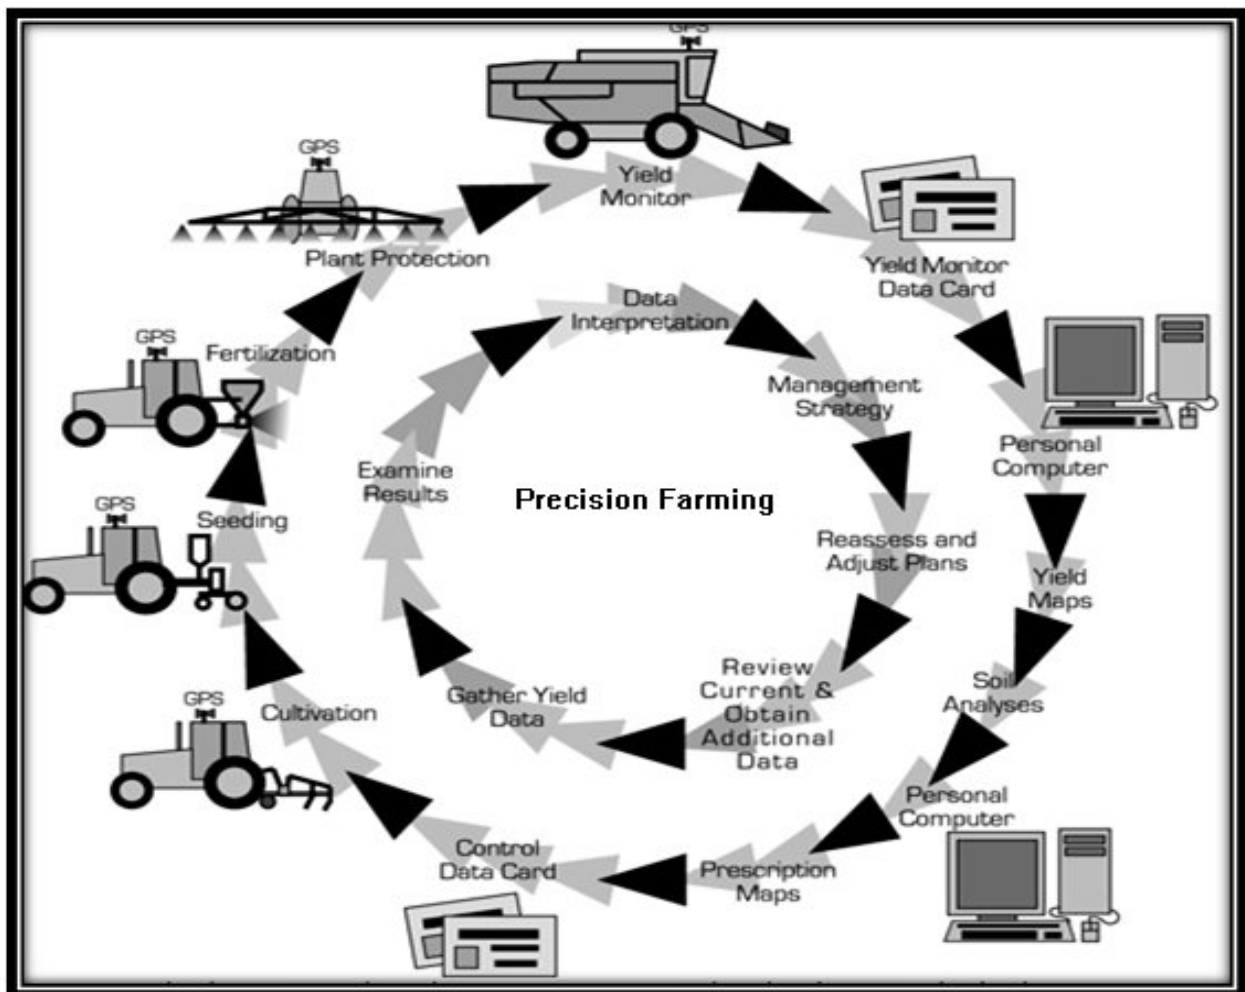 GPS
Yield
Monitor
GPS
Plant Protection
Yield Monitor
Data Card
Data
Interpretation
GPS
Fertilization
Management
Strategy
Personal
Computer
Examine
Results
Precision Farming
GPS
Seeding
Reassess and
Adjust Plans
Yield
Maps
Review
Current &
Obtain
Additional
Data
Soil
Analyses
Gather Yield
Data
GPS
Cultivation
Personal
Computer
Control
Data Card
Prescription
Maps